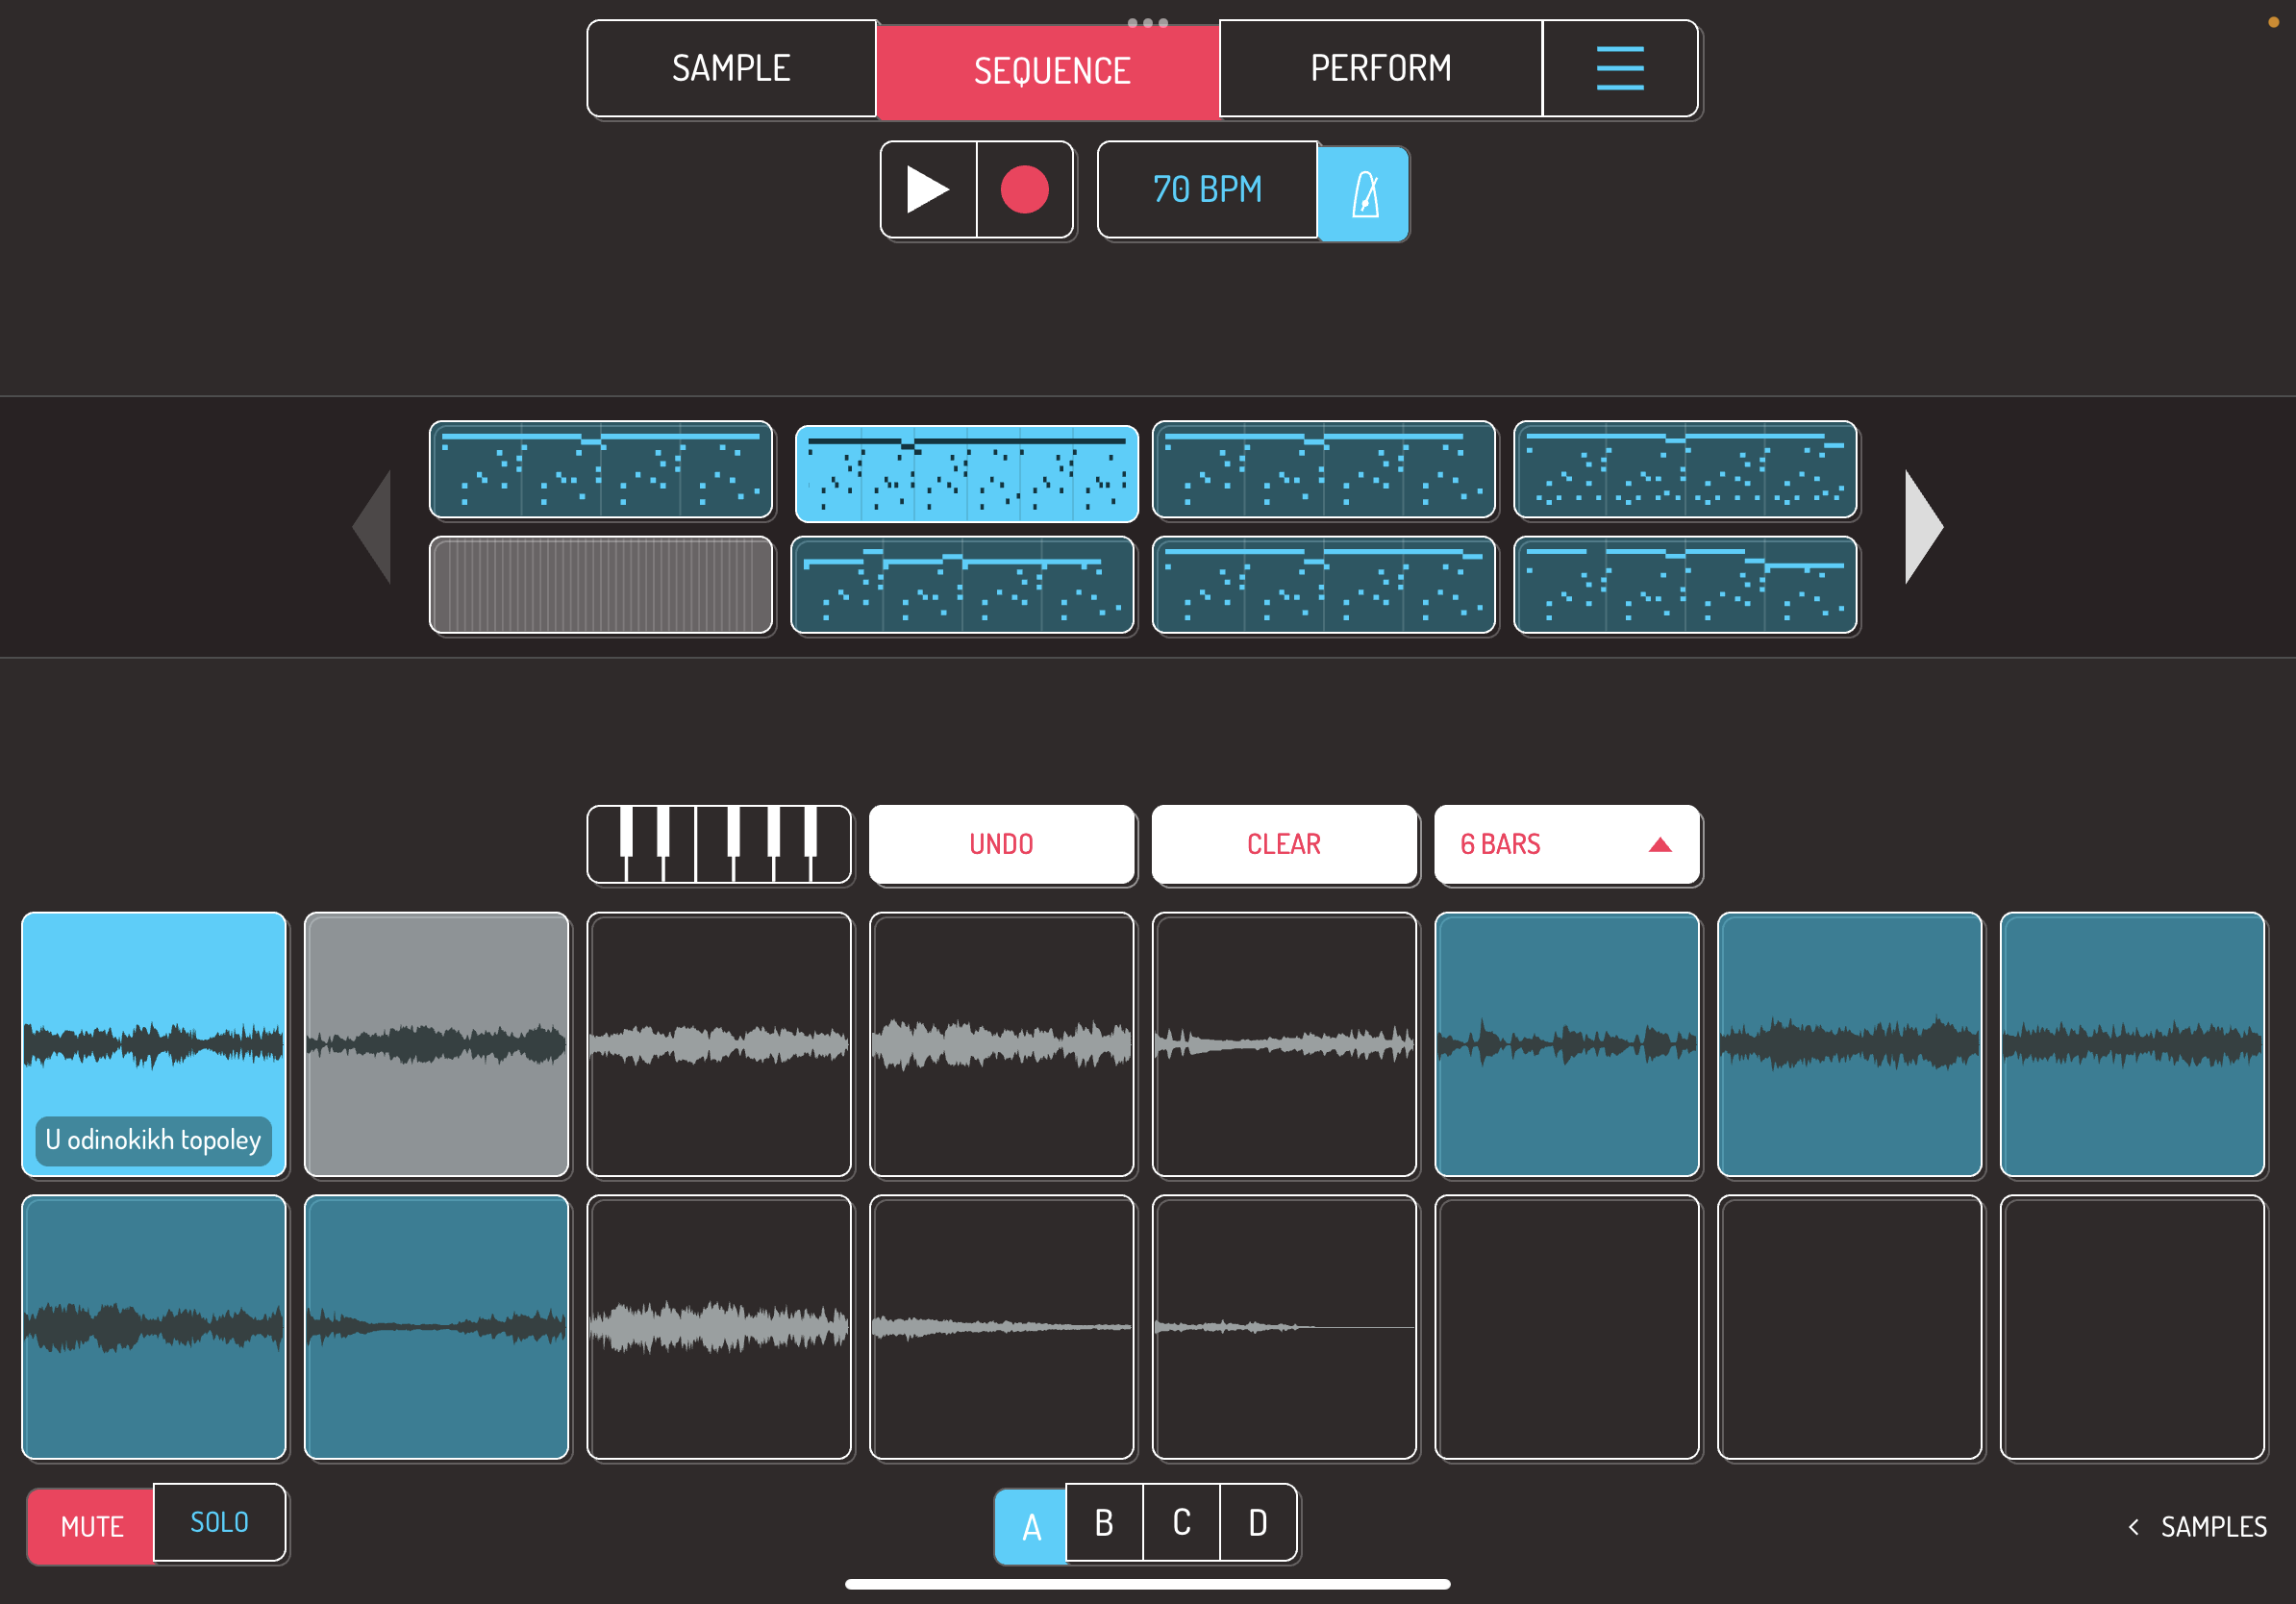 SAMPLE
SEQUENCE
PERFORM
70 BPM
UNDO
CLEAR
6 BARS
U odinokikh topoley
MUTE
SOLO
A
B
C
D
< SAMPLES